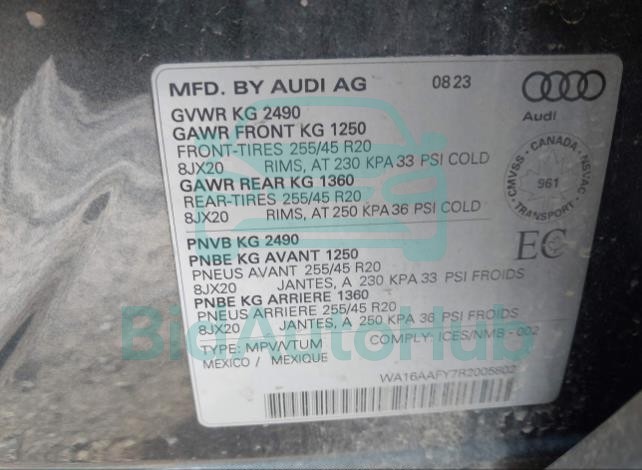 MFD. BY AUDI AG 08 23
Audi
GVWR KG 2490
GAWR FRONT KG 1250
FRONT-TIRES 255/45 R20
8JX20 RIMS, AT 230 KPA 33 PSI COLD
GAWR REAR KG 1360
REAR-TIRES 255/45 R20
8JX20 RIMS, AT 250 KPA 36 PSI COLD
CMVSS - CANADA - NSVAC
961
TRANSPORT
EC
PNVB KG 2490
PNBE KG AVANT 1250
PNEUS AVANT 255/45 R20
8JX20 JANTES, A 230 KPA 33 PSI FROIDS
PNBE KG ARRIERE 1360
PNEUS ARRIERE 255/45 R20
8JX20 JANTES, A 250 KPA 36 PSI FROIDS
TYPE: MPV/VTUM COMPLY: ICES/NMB - 002
MEXICO / MEXIQUE
WA16AAFY7R2005802
BidAutoHub